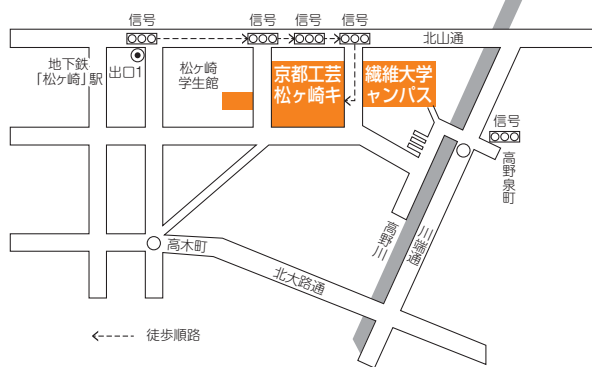 信号
信号
信号
信号
北山通
地下鉄
「松ヶ崎」駅
出口1
松ヶ崎
学生館
京都工芸 繊維大学
松ヶ崎キ ャンパス
信号
高野泉町
高野川
川端通
高木町
北大路通
徒歩順路